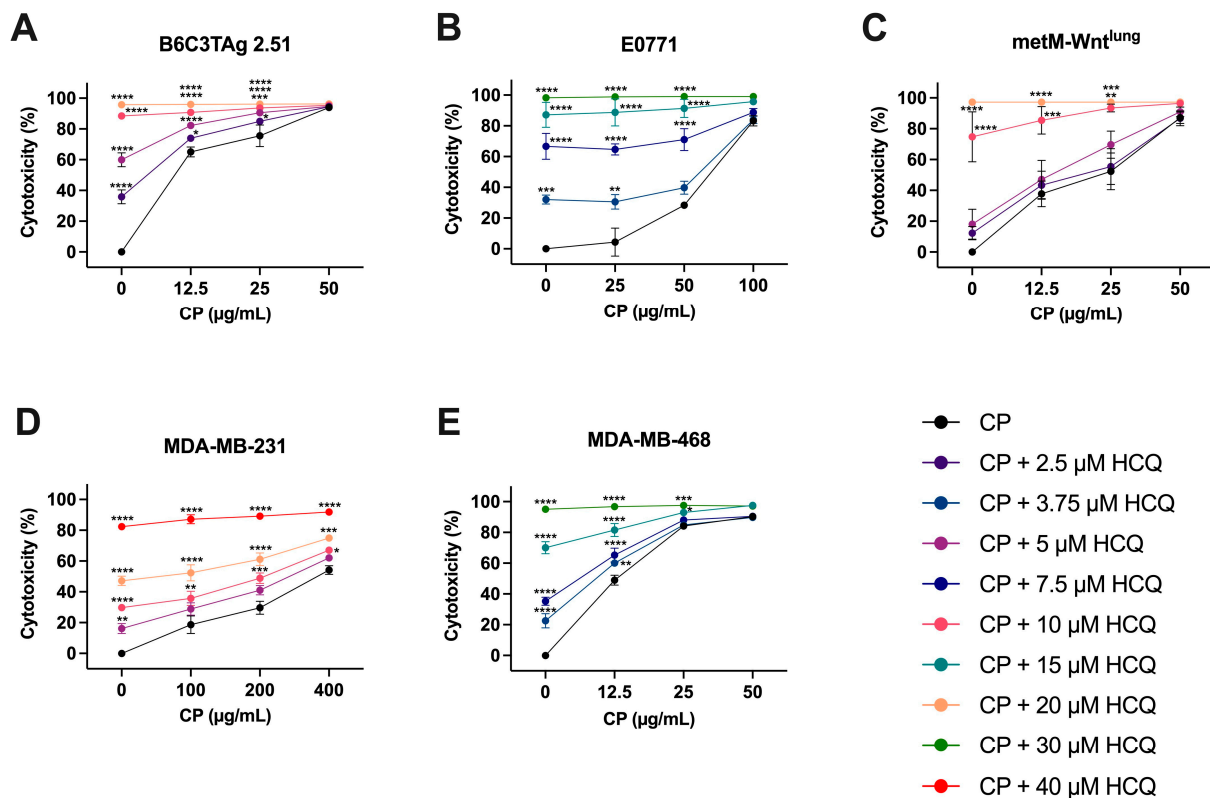 A
B6C3TAg 2.51
Cytotoxicity (%)
100
80
60
40
20
0
****
****
****
****
****
****
****
*
****
****
***
*
0 12.5 25 50
CP (µg/mL)
B
E0771
Cytotoxicity (%)
100
80
60
40
20
0
****
****
****
***
****
****
****
**
****
****
****
0 25 50 100
CP (µg/mL)
C
metM-Wntlung
Cytotoxicity (%)
100
80
60
40
20
0
****
****
****
***
***
**
0 12.5 25 50
CP (µg/mL)
D
MDA-MB-231
Cytotoxicity (%)
100
80
60
40
20
0
****
****
****
**
****
****
**
****
****
***
****
***
*
0 100 200 400
CP (µg/mL)
E
MDA-MB-468
Cytotoxicity (%)
100
80
60
40
20
0
****
****
****
****
****
****
****
**
***
*
0 12.5 25 50
CP (µg/mL)
CP
CP + 2.5 µM HCQ
CP + 3.75 µM HCQ
CP + 5 µM HCQ
CP + 7.5 µM HCQ
CP + 10 µM HCQ
CP + 15 µM HCQ
CP + 20 µM HCQ
CP + 30 µM HCQ
CP + 40 µM HCQ